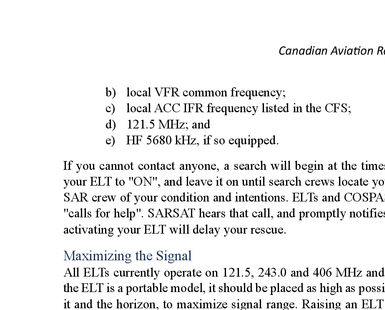 Canadian Aviation
b) local VFR common frequency;
c) local ACC IFR frequency listed in the CFS;
d) 121.5 MHz; and
e) HF 5680 kHz, if so equipped.
If you cannot contact anyone, a search will begin at the
your ELT to "ON", and leave it on until search crews locate
SAR crew of your condition and intentions. ELTs and
"calls for help". SARSAT hears that call, and promptly
activating your ELT will delay your rescue.
Maximizing the Signal
All ELTs currently operate on 121.5, 243.0 and 406 MHz and
the ELT is a portable model, it should be placed as high as
it and the horizon, to maximize signal range. Raising an ELT